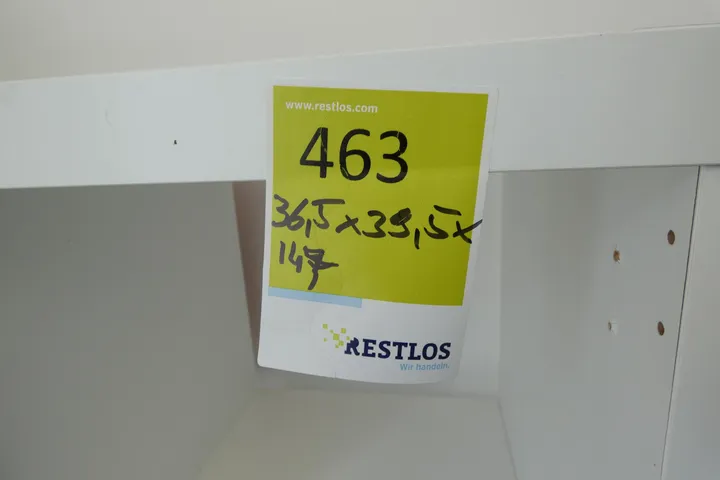 www.restlos.com
463
36,5x39,5x
147
RESTLOS
Wir handeln.